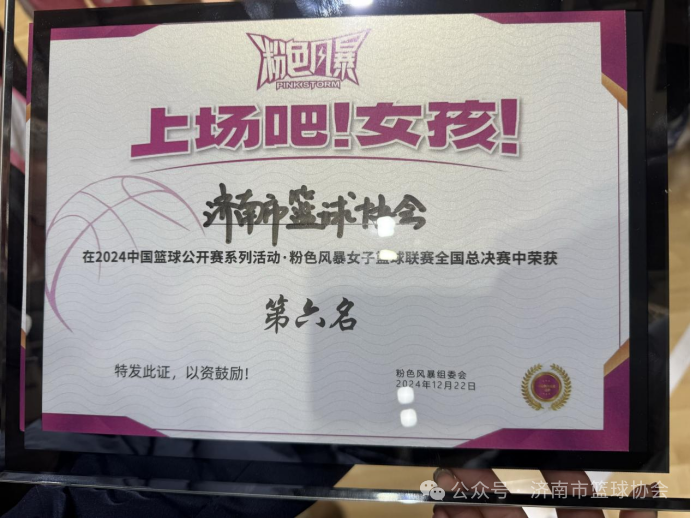 粉色风暴
PINK STORM
上场吧!女孩!
济南市篮球协会
在2024中国篮球公开赛系列活动·粉色风暴女子篮球联赛全国总决赛中荣获
第六名
特发此证，以资鼓励!
粉色风暴组委会
2024年12月22日
公众号 · 济南市篮球协会